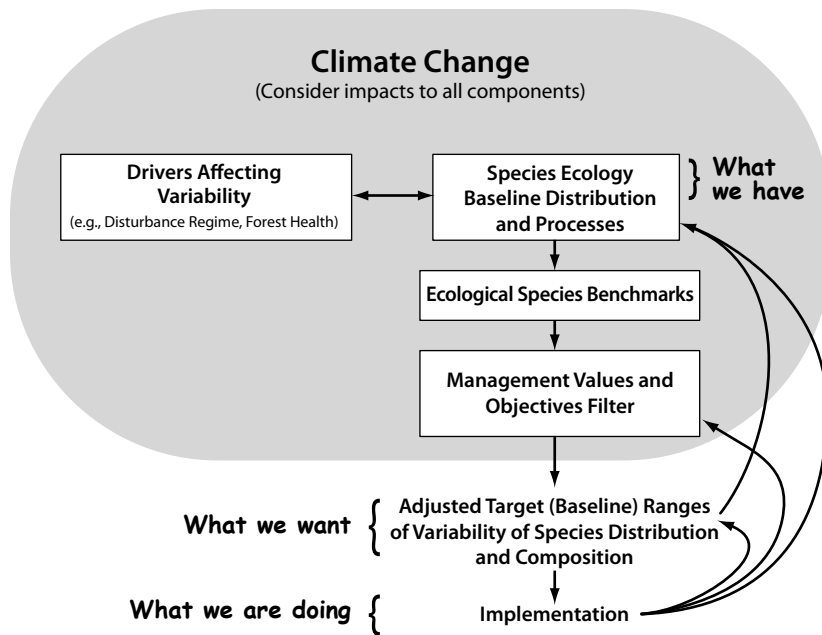 Climate Change
(Consider impacts to all components)
Drivers Affecting
Variability
(e.g., Disturbance Regime, Forest Health)
Species Ecology
Baseline Distribution
and Processes
What
we have
Ecological Species Benchmarks
Management Values and
Objectives Filter
What we want
Adjusted Target (Baseline) Ranges
of Variability of Species Distribution
and Composition
What we are doing
Implementation